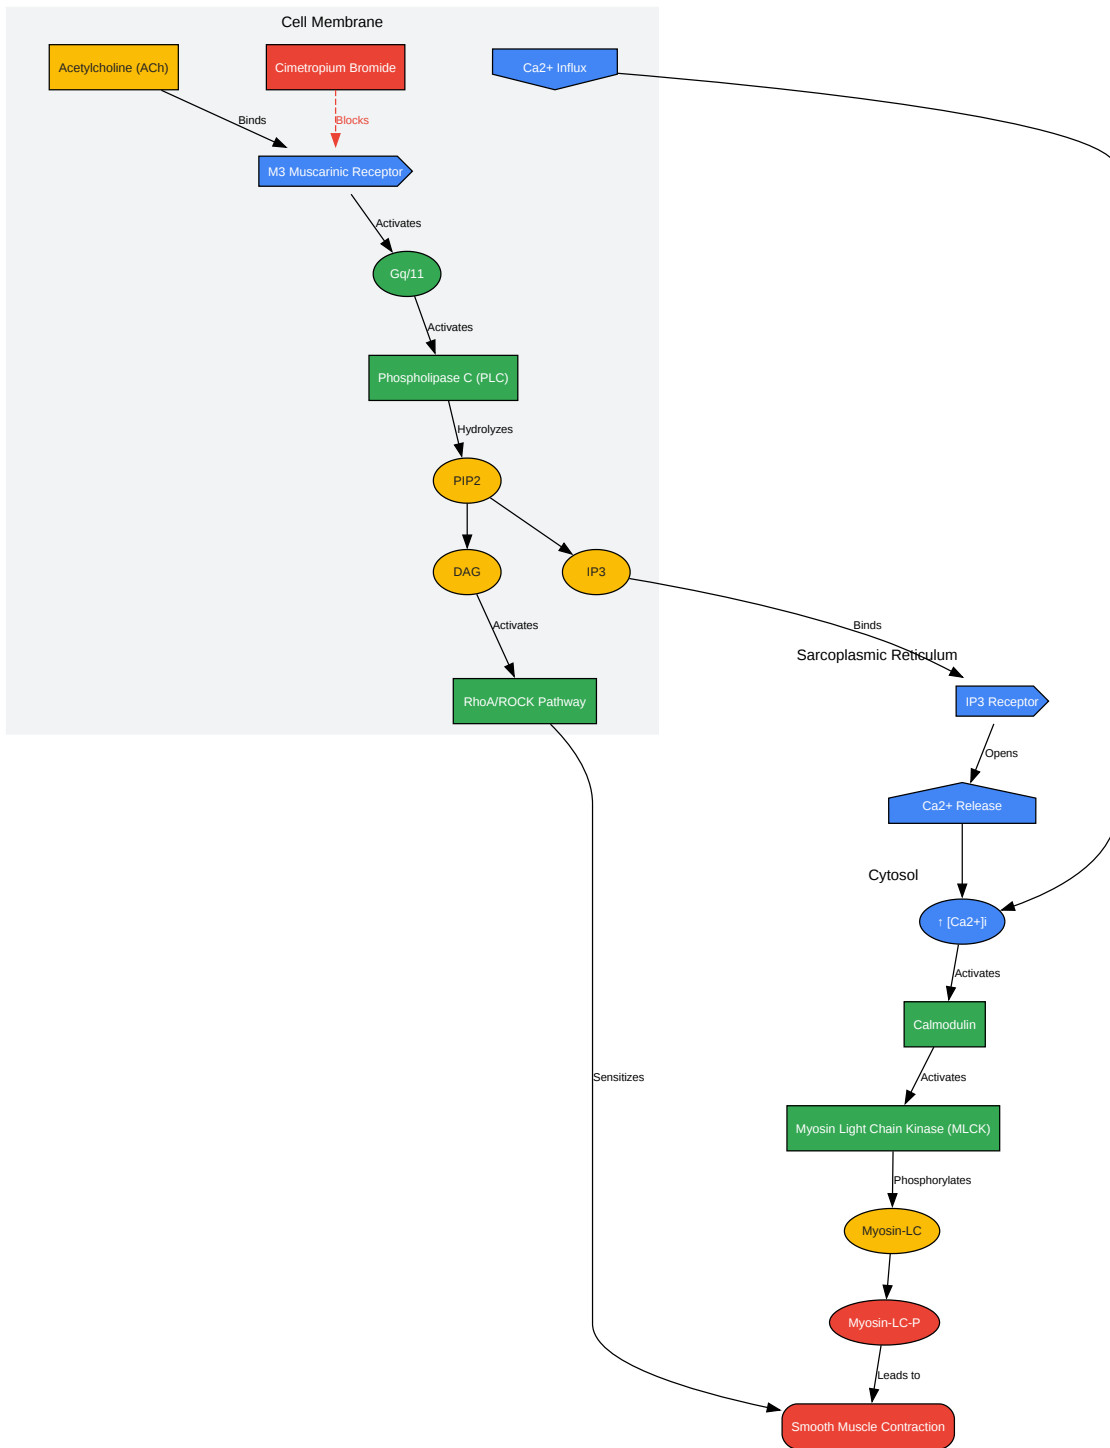 Cell Membrane
Acetylcholine (ACh)
Cimetropium Bromide
Ca2+ Influx
Binds
Blocks
M3 Muscarinic Receptor
Activates
Gq/11
Activates
Phospholipase C (PLC)
Hydrolyzes
PIP2
DAG
IP3
Activates
Binds
Sarcoplasmic Reticulum
RhoA/ROCK Pathway
IP3 Receptor
Opens
Ca2+ Release
Cytosol
↑ [Ca2+]i
Activates
Calmodulin
Sensitizes
Activates
Myosin Light Chain Kinase (MLCK)
Phosphorylates
Myosin-LC
Myosin-LC-P
Leads to
Smooth Muscle Contraction